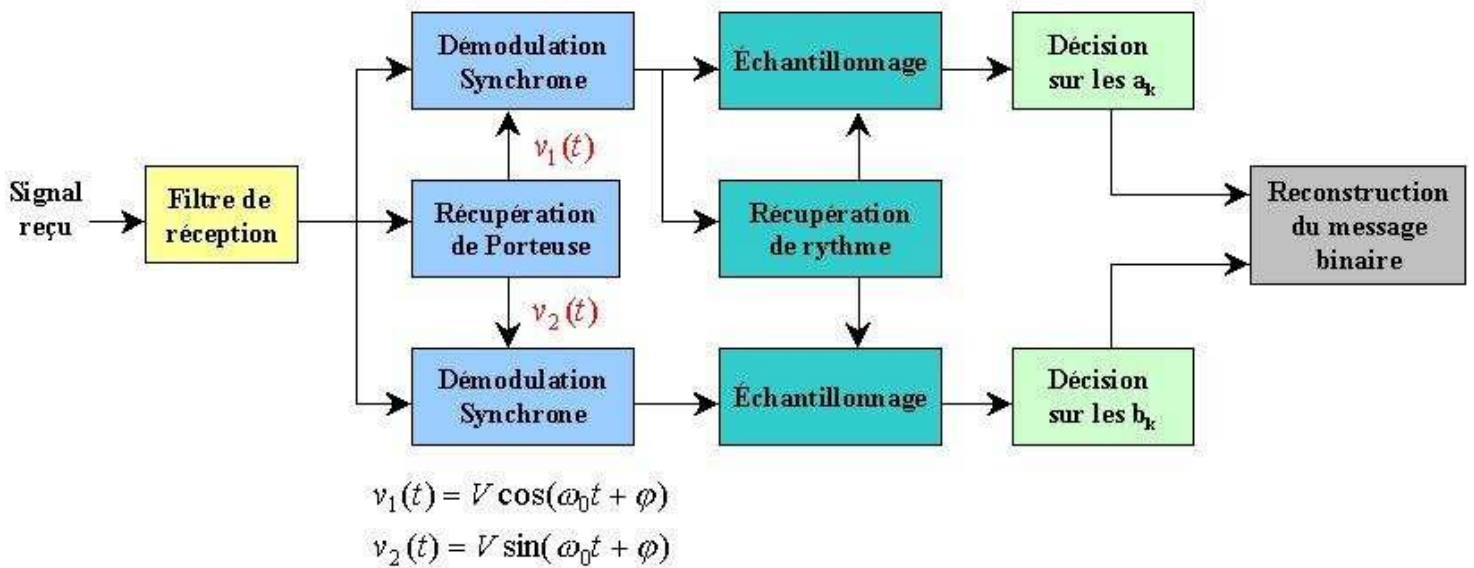 Démodulation
Synchrone
Échantillonnage
Décision
sur les aₖ
v₁(t)
Signal
reçu
Filtre de
réception
Récupération
de Porteuse
Récupération
de rythme
Reconstruction
du message
binaire
v₂(t)
Démodulation
Synchrone
Échantillonnage
Décision
sur les bₖ
v₁(t) = V cos(ω₀t + φ)
v₂(t) = V sin( ω₀t + φ)